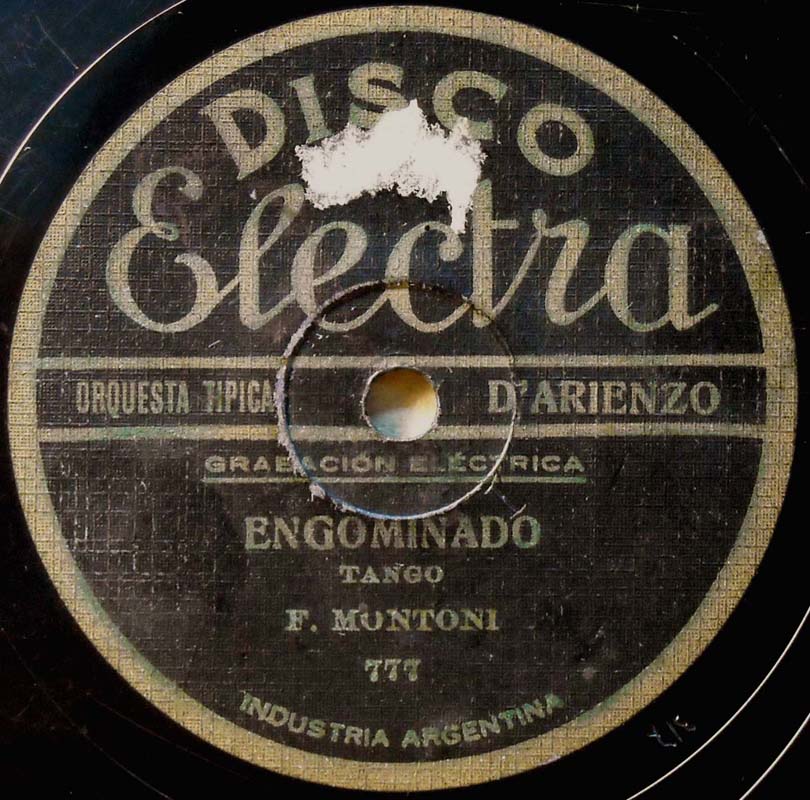 DISCO
Electra
ORQUESTA TIPICA D'ARIENZO
GRABACIÓN ELÉCTRICA
ENGOMINADO
TANGO
F. MONTONI
777
INDUSTRIA ARGENTINA